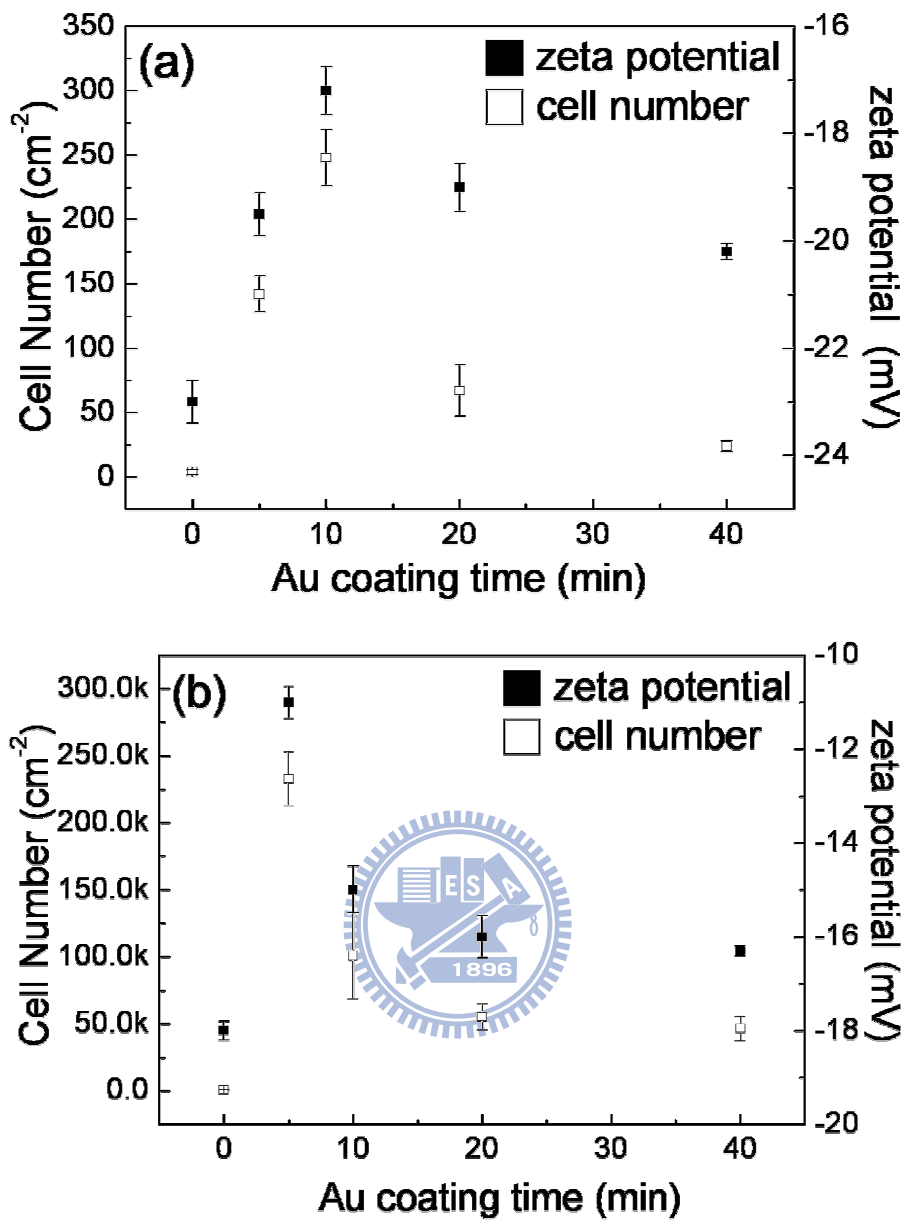 (a)
zeta potential
cell number
350
300
250
200
150
100
50
0
Cell Number (cm-2)
-16
-18
-20
-22
-24
zeta potential (mV)
0
10
20
30
40
Au coating time (min)
(b)
zeta potential
cell number
300.0k
250.0k
200.0k
150.0k
100.0k
50.0k
0.0
Cell Number (cm-2)
-10
-12
-14
-16
-18
-20
zeta potential (mV)
E S A
1896
0
10
20
30
40
Au coating time (min)